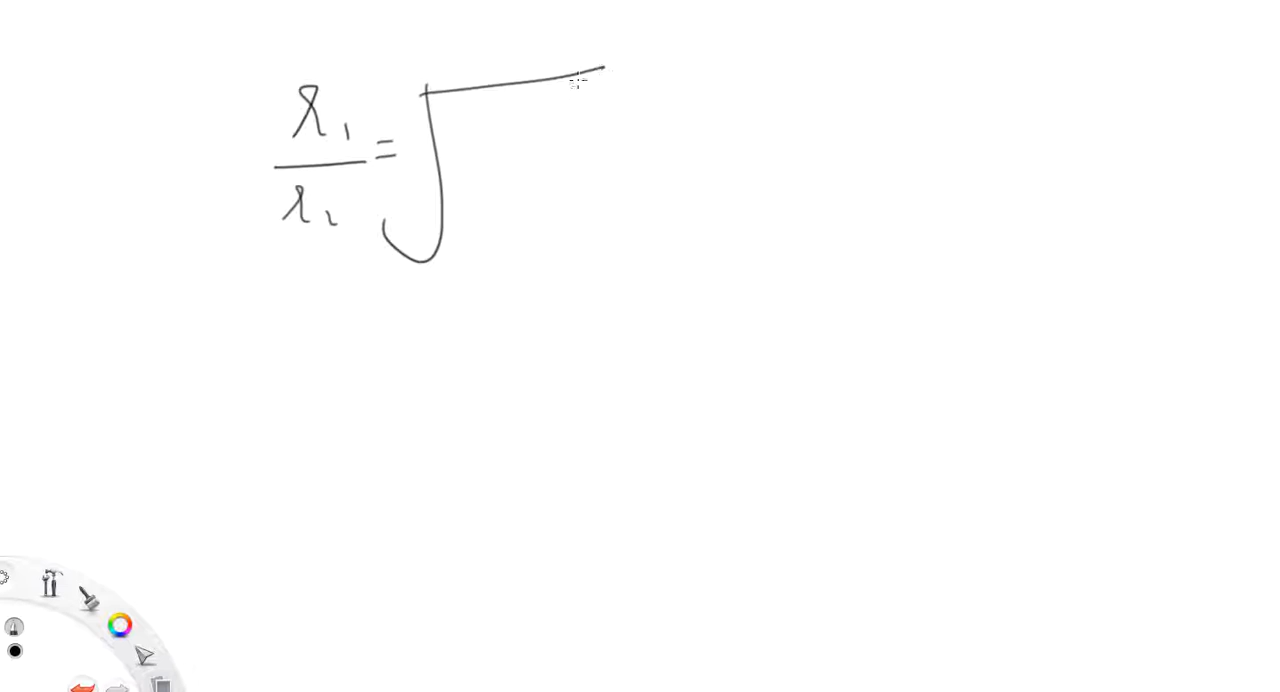 λ₁/λ₂ = √